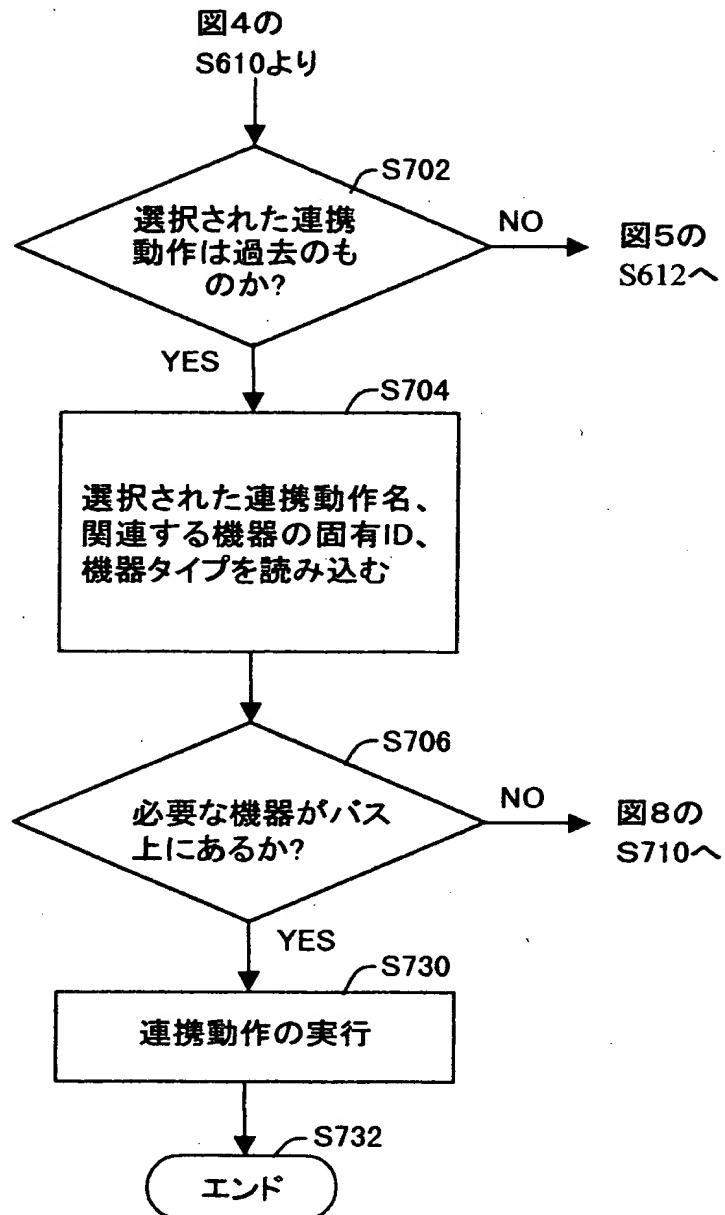 図4の
S610より
S702
選択された連携
動作は過去のも
のか?
NO
図5の
S612へ
YES
S704
選択された連携動作名、
関連する機器の固有ID、
機器タイプを読み込む
S706
必要な機器がバス
上にあるか?
NO
図8の
S710へ
YES
S730
連携動作の実行
S732
エンド